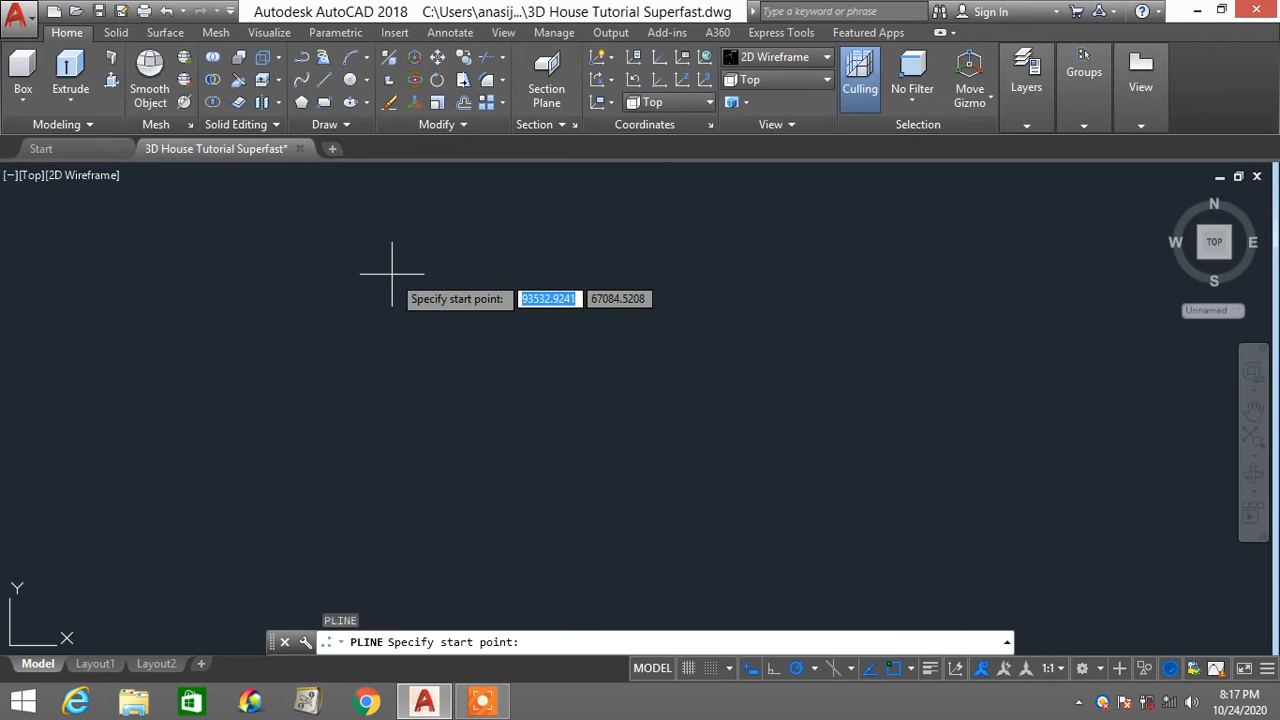 Autodesk AutoCAD 2018 C:\Users\anasij...\3D House Tutorial Superfast.dwg
Type a keyword or phrase
Sign In
Home Solid Surface Mesh Visualize Parametric Insert Annotate View Manage Output Add-ins A360 Express Tools Featured Apps
Box Extrude Smooth Object Section Plane 2D Wireframe Top Top Culling No Filter Move Gizmo Layers Groups View
Modeling Mesh Solid Editing Draw Modify Section Coordinates View Selection
Start 3D House Tutorial Superfast*
[−][Top][2D Wireframe]
N
W TOP E
S
Unnamed
Specify start point: 93532.9241 67084.5208
Y
X
PLINE
PLINE Specify start point:
Model Layout1 Layout2
MODEL 1:1
8:17 PM
10/24/2020